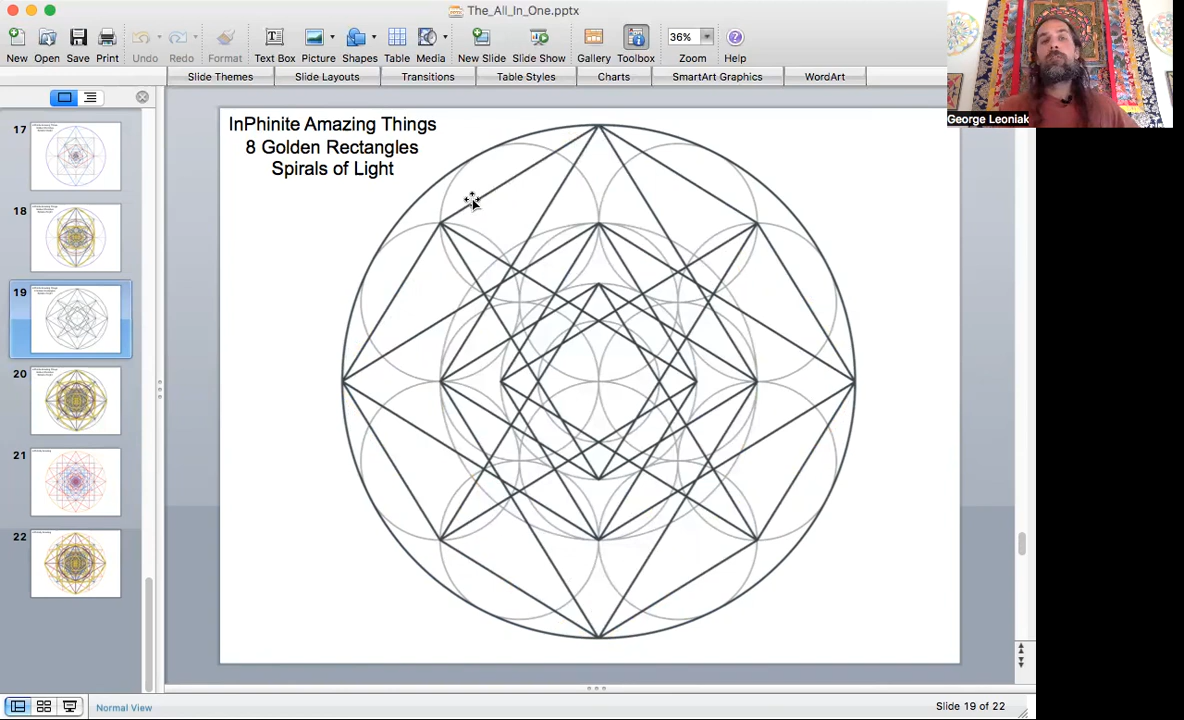 The_All_In_One.pptx
New Open Save Print Undo Redo Format Text Box Picture Shapes Table Media New Slide Slide Show Gallery Toolbox Zoom Help
36%
Slide Themes Slide Layouts Transitions Table Styles Charts SmartArt Graphics WordArt
George Leoniak
InPhinite Amazing Things
8 Golden Rectangles
Spirals of Light
17
18
19
20
21
22
Normal View
Slide 19 of 22